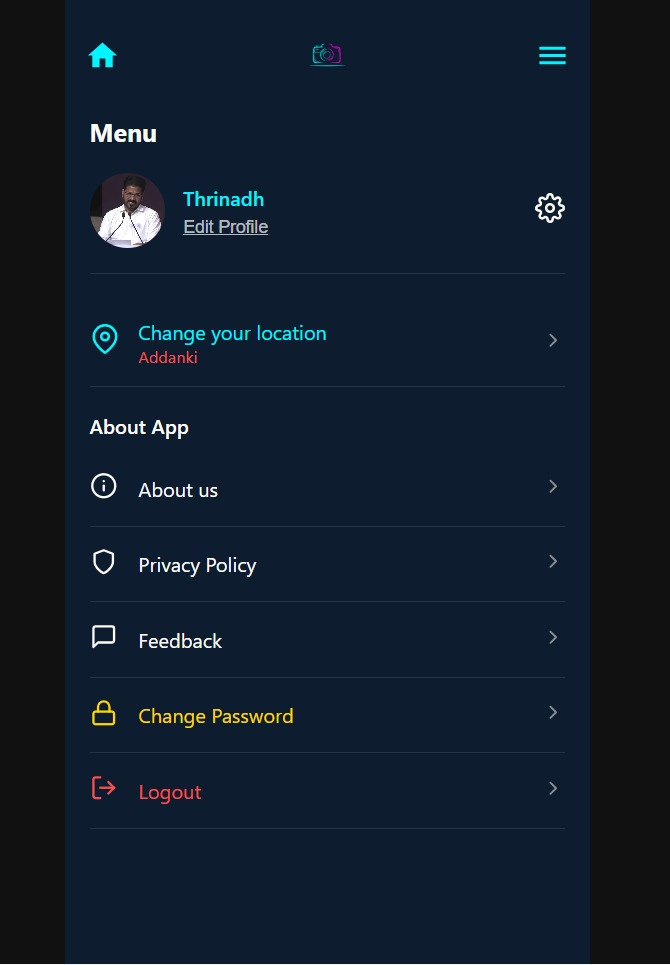 Menu
Thrinadh
Edit Profile
Change your location
Addanki
About App
About us
Privacy Policy
Feedback
Change Password
Logout